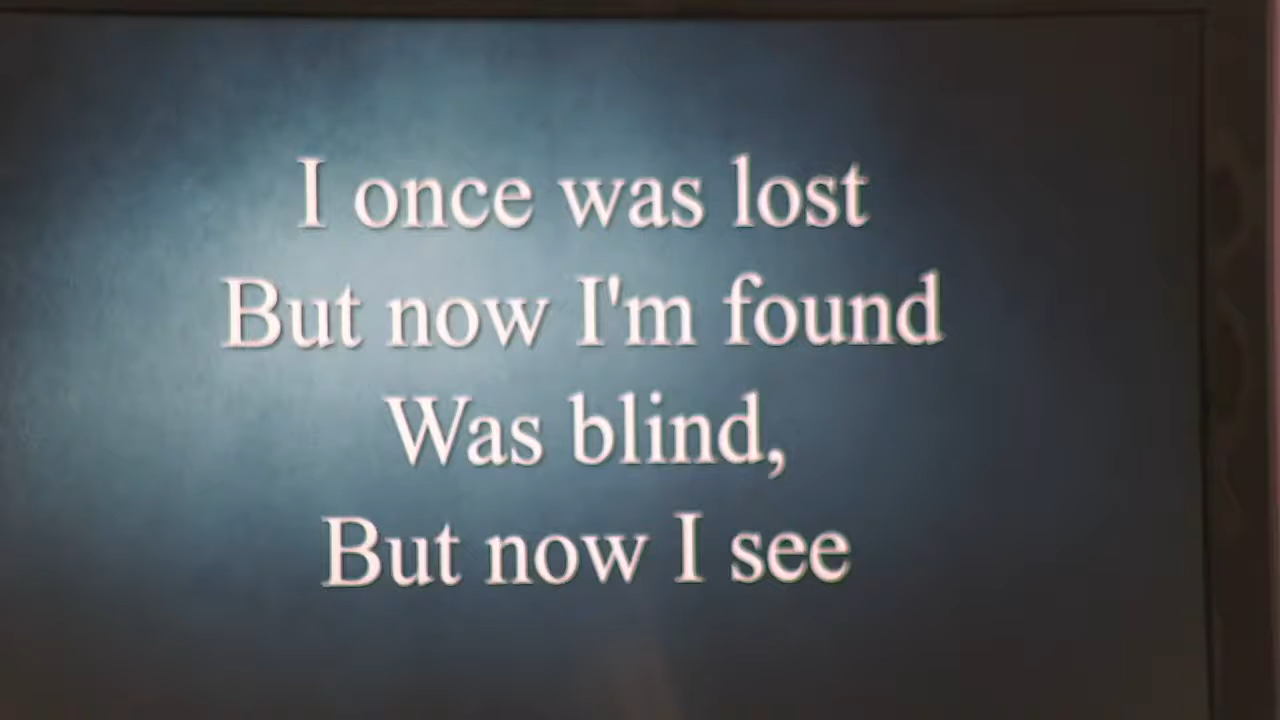 I once was lost
But now I'm found
Was blind,
But now I see